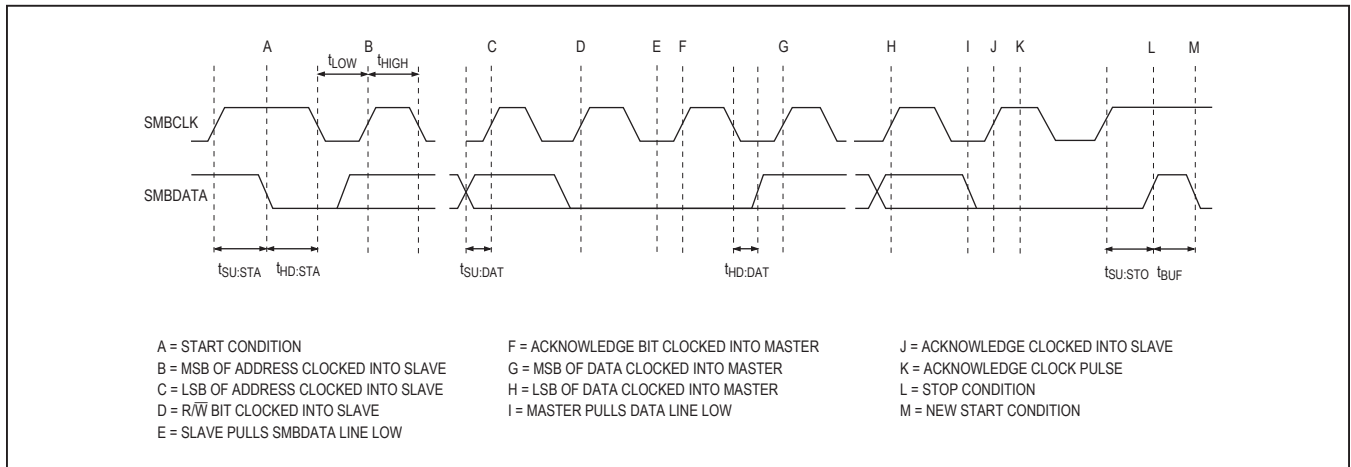 A B C D E F G H I J K L M
tLOW tHIGH
SMBCLK
SMBDATA
tSU:STA tHD:STA tSU:DAT tHD:DAT tSU:STO tBUF
A = START CONDITION
B = MSB OF ADDRESS CLOCKED INTO SLAVE
C = LSB OF ADDRESS CLOCKED INTO SLAVE
D = R/W̅ BIT CLOCKED INTO SLAVE
E = SLAVE PULLS SMBDATA LINE LOW
F = ACKNOWLEDGE BIT CLOCKED INTO MASTER
G = MSB OF DATA CLOCKED INTO MASTER
H = LSB OF DATA CLOCKED INTO MASTER
I = MASTER PULLS DATA LINE LOW
J = ACKNOWLEDGE CLOCKED INTO SLAVE
K = ACKNOWLEDGE CLOCK PULSE
L = STOP CONDITION
M = NEW START CONDITION